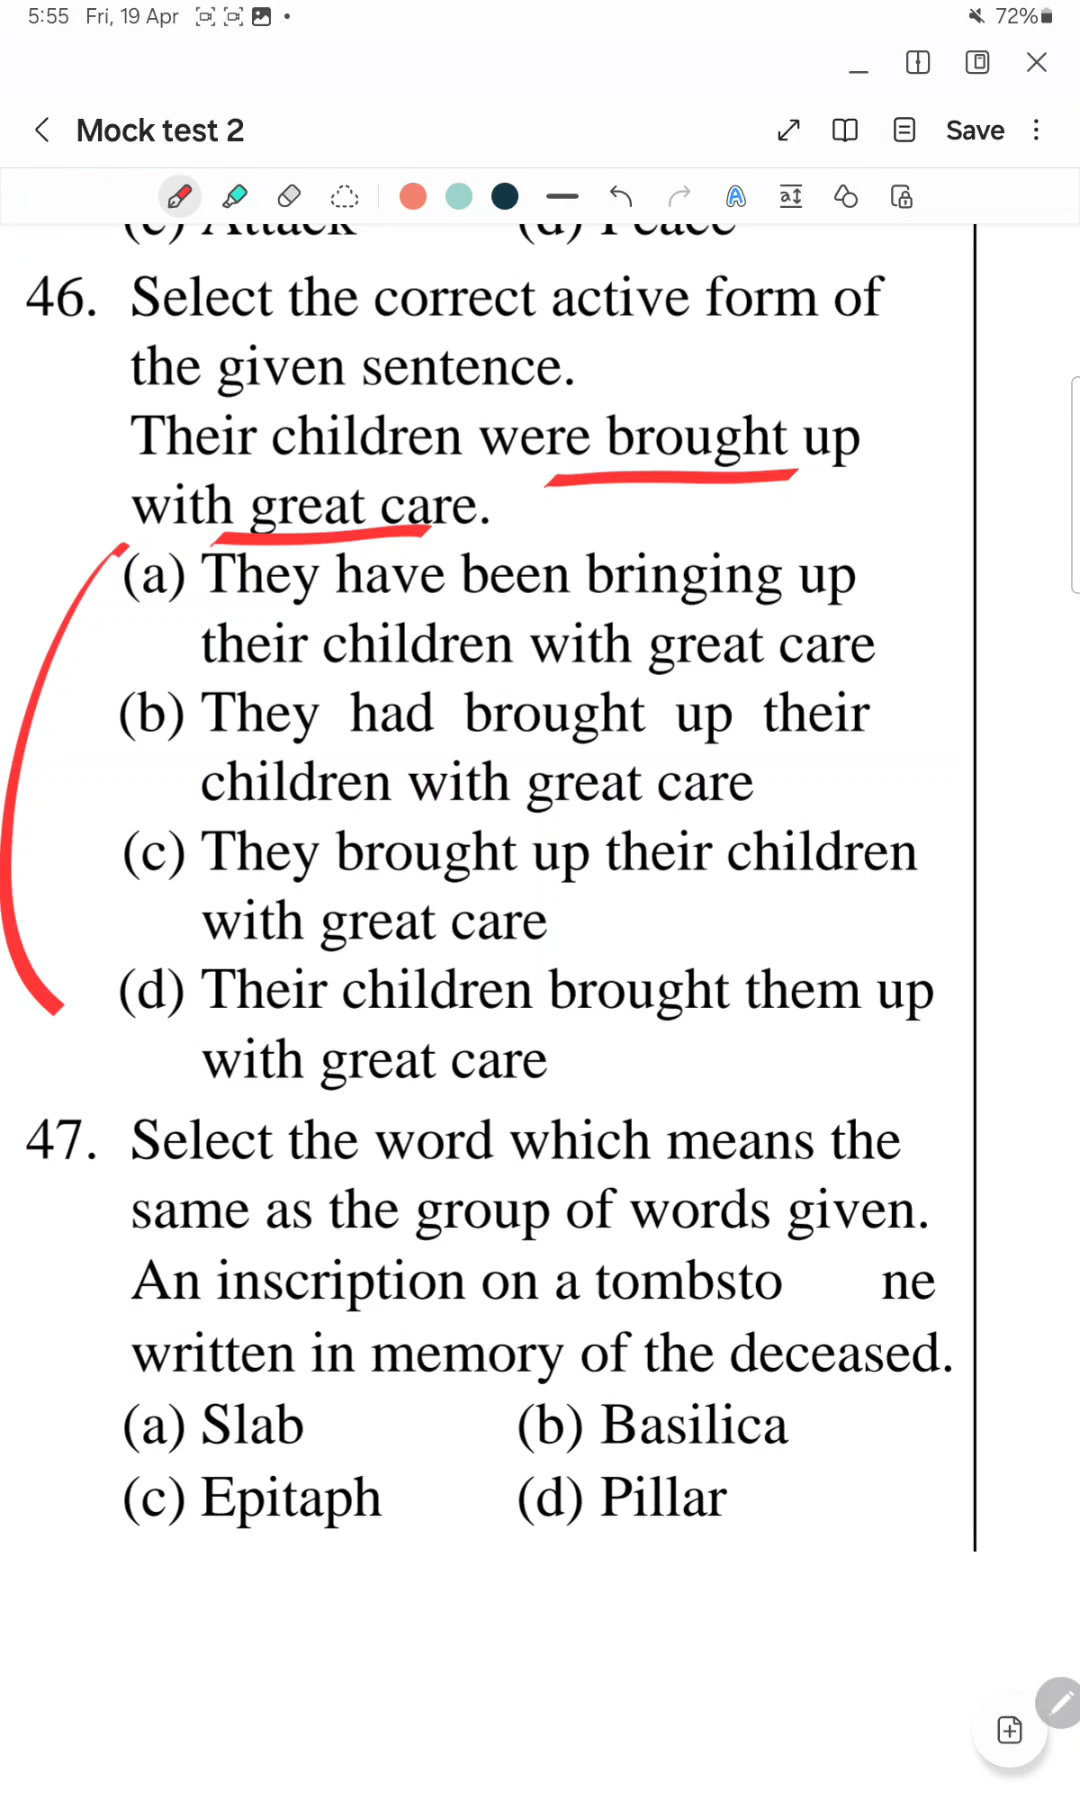 5:55 Fri, 19 Apr
72%
Mock test 2
Save
46. Select the correct active form of
the given sentence.
Their children were brought up
with great care.
(a) They have been bringing up
their children with great care
(b) They had brought up their
children with great care
(c) They brought up their children
with great care
(d) Their children brought them up
with great care
47. Select the word which means the
same as the group of words given.
An inscription on a tombsto ne
written in memory of the deceased.
(a) Slab (b) Basilica
(c) Epitaph (d) Pillar